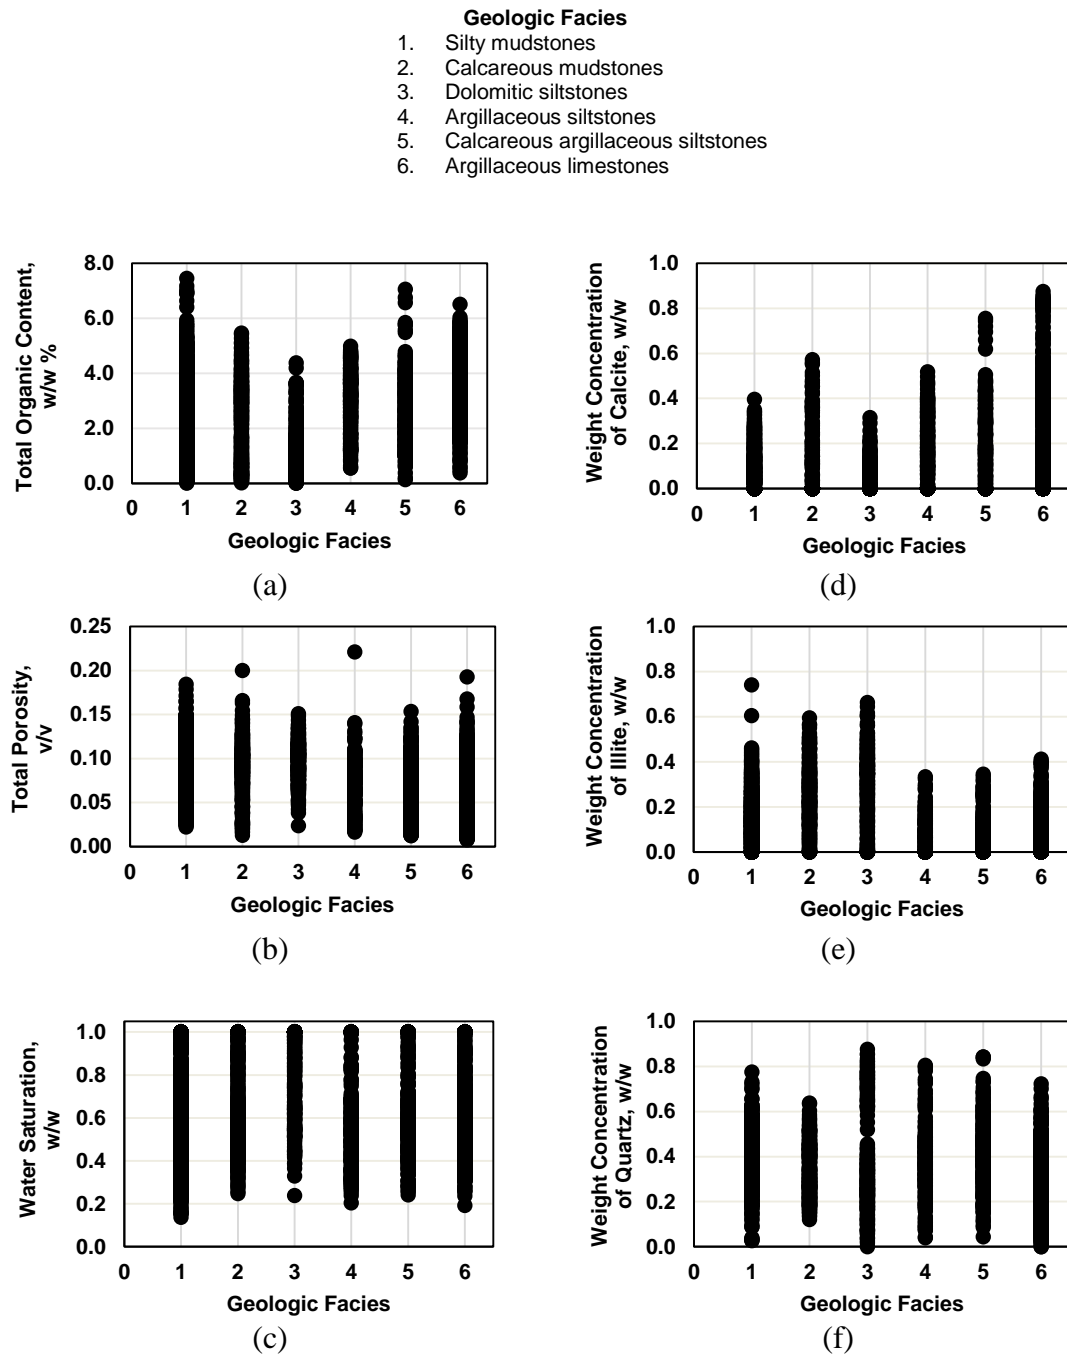 Geologic Facies
1. Silty mudstones
2. Calcareous mudstones
3. Dolomitic siltstones
4. Argillaceous siltstones
5. Calcareous argillaceous siltstones
6. Argillaceous limestones
Total Organic Content,
w/w %
8.0
6.0
4.0
2.0
0.0
0 1 2 3 4 5 6
Geologic Facies
(a)
Weight Concentration
of Calcite, w/w
1.0
0.8
0.6
0.4
0.2
0.0
0 1 2 3 4 5 6
Geologic Facies
(d)
Total Porosity,
v/v
0.25
0.20
0.15
0.10
0.05
0.00
0 1 2 3 4 5 6
Geologic Facies
(b)
Weight Concentration
of Illite, w/w
1.0
0.8
0.6
0.4
0.2
0.0
0 1 2 3 4 5 6
Geologic Facies
(e)
Water Saturation,
w/w
1.0
0.8
0.6
0.4
0.2
0.0
0 1 2 3 4 5 6
Geologic Facies
(c)
Weight Concentration
of Quartz, w/w
1.0
0.8
0.6
0.4
0.2
0.0
0 1 2 3 4 5 6
Geologic Facies
(f)